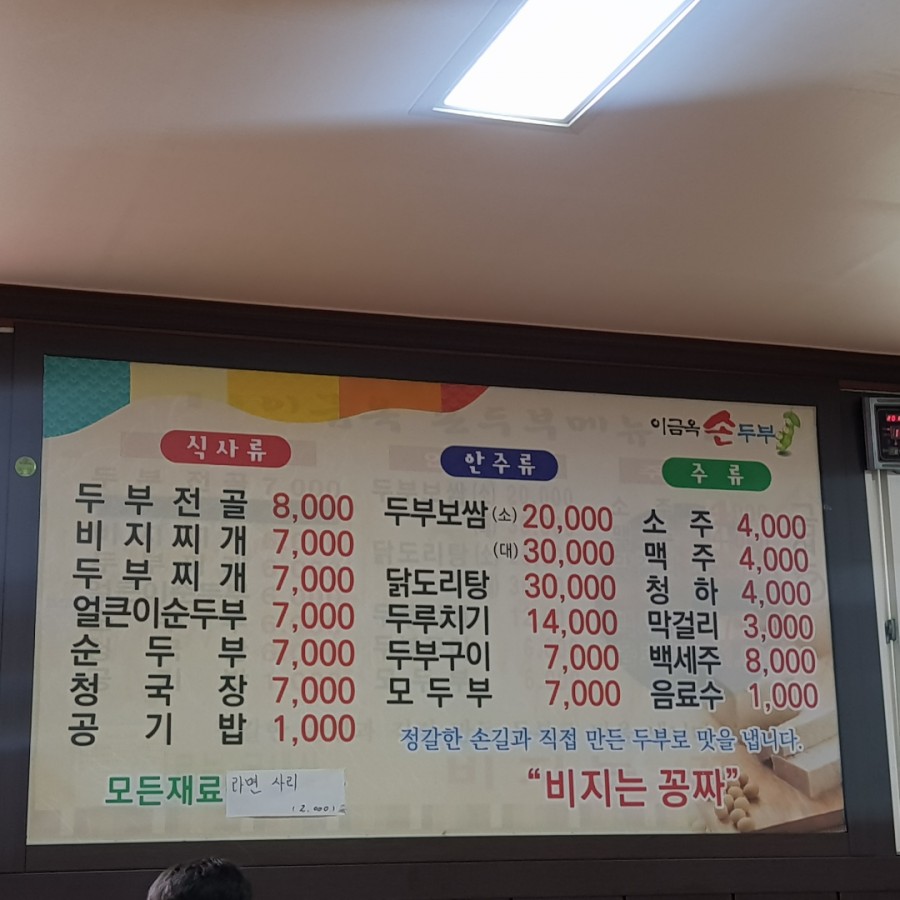 이금옥 손두부
식사류
두부전골 8,000
비지찌개 7,000
두부찌개 7,000
얼큰이순두부 7,000
순두부 7,000
청국장 7,000
공기밥 1,000
모든재료
라면 사리
(2,000)
안주류
두부보쌈 (소) 20,000
(대) 30,000
닭도리탕 30,000
두루치기 14,000
두부구이 7,000
모두부 7,000
주류
소주 4,000
맥주 4,000
청하 4,000
막걸리 3,000
백세주 8,000
음료수 1,000
정갈한 손길과 직접 만든 두부로 맛을 냅니다.
“비지는 꽁짜”